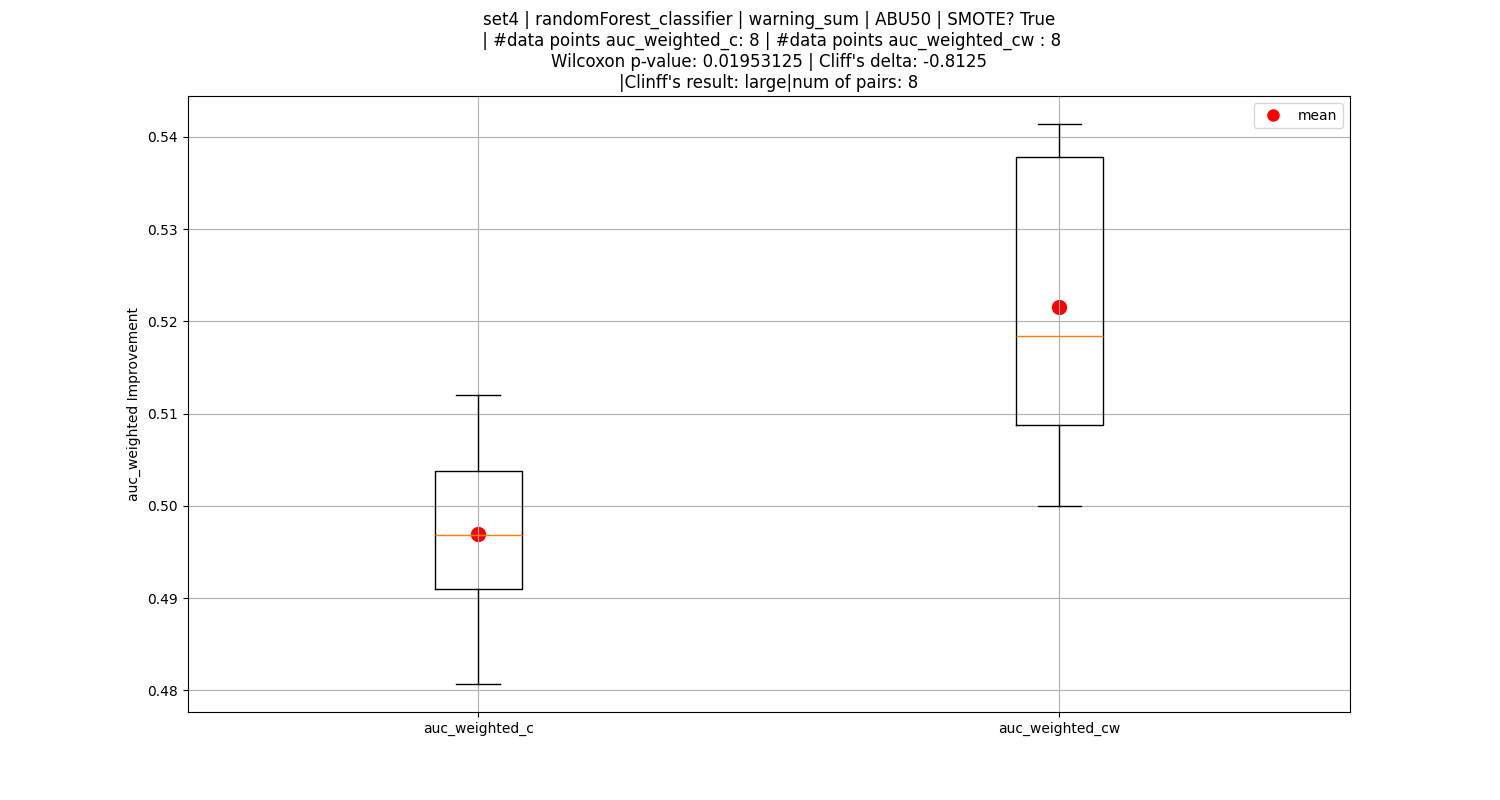 set4 | randomForest_classifier | warning_sum | ABU50 | SMOTE? True
| #data points auc_weighted_c: 8 | #data points auc_weighted_cw : 8
Wilcoxon p-value: 0.01953125 | Cliff's delta: -0.8125
|Clinff's result: large|num of pairs: 8
mean
0.54
0.53
0.52
0.51
0.50
0.49
0.48
auc_weighted Improvement
auc_weighted_c
auc_weighted_cw